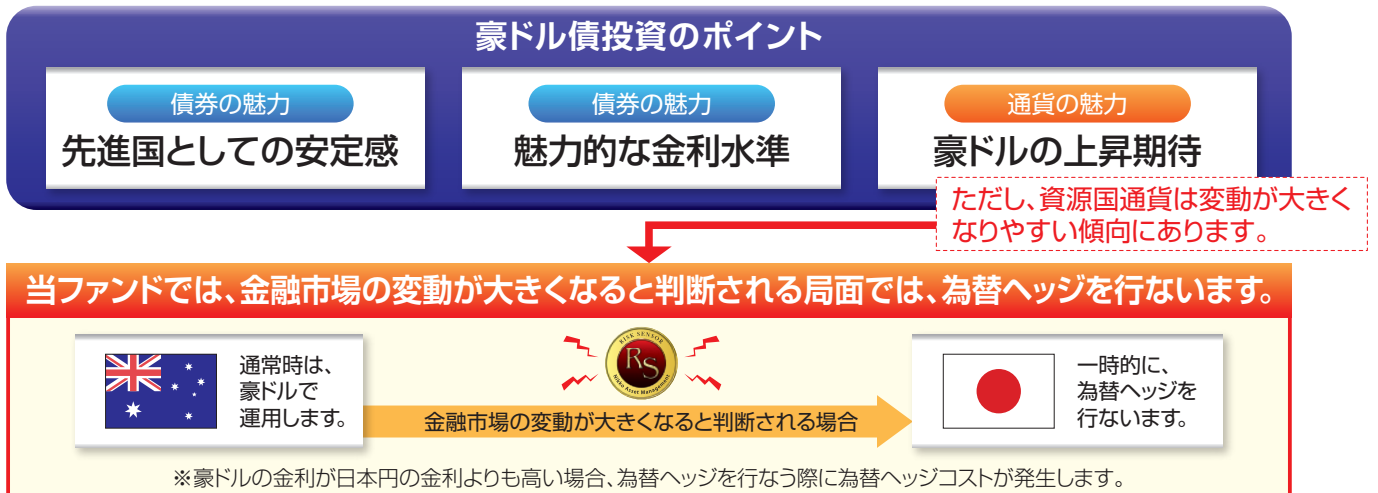 豪ドル債投資のポイント
債券の魅力
先進国としての安定感
債券の魅力
魅力的な金利水準
通貨の魅力
豪ドルの上昇期待
ただし、資源国通貨は変動が大きく
なりやすい傾向にあります。
当ファンドでは、金融市場の変動が大きくなると判断される局面では、為替ヘッジを行ないます。
通常時は、
豪ドルで
運用します。
RISK SENSOR
RS
Nikko Asset Management
金融市場の変動が大きくなると判断される場合
一時的に、
為替ヘッジを
行ないます。
※豪ドルの金利が日本円の金利よりも高い場合、為替ヘッジを行なう際に為替ヘッジコストが発生します。